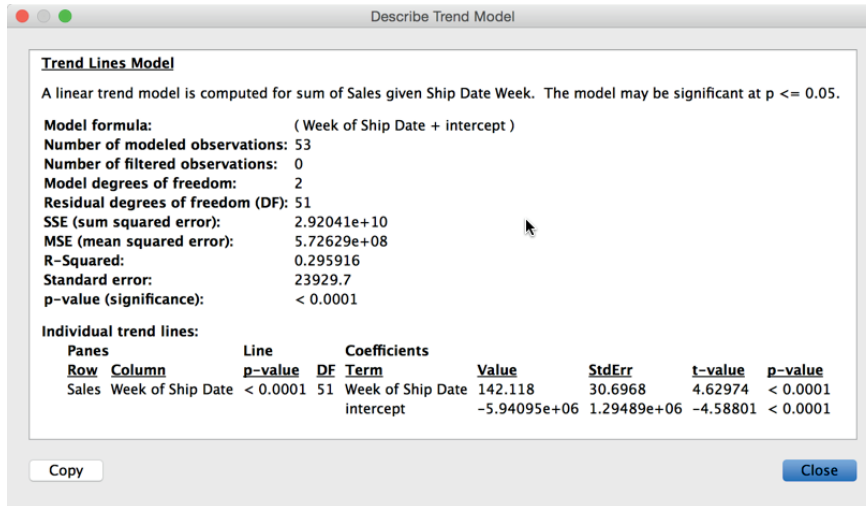 Describe Trend Model
Trend Lines Model
A linear trend model is computed for sum of Sales given Ship Date Week. The model may be significant at p <= 0.05.
Model formula: ( Week of Ship Date + intercept )
Number of modeled observations: 53
Number of filtered observations: 0
Model degrees of freedom: 2
Residual degrees of freedom (DF): 51
SSE (sum squared error): 2.92041e+10
MSE (mean squared error): 5.72629e+08
R-Squared: 0.295916
Standard error: 23929.7
p-value (significance): < 0.0001
Individual trend lines:
Panes Line Coefficients
Row Column p-value DF Term Value StdErr t-value p-value
Sales Week of Ship Date < 0.0001 51 Week of Ship Date 142.118 30.6968 4.62974 < 0.0001
intercept -5.94095e+06 1.29489e+06 -4.58801 < 0.0001
Copy Close